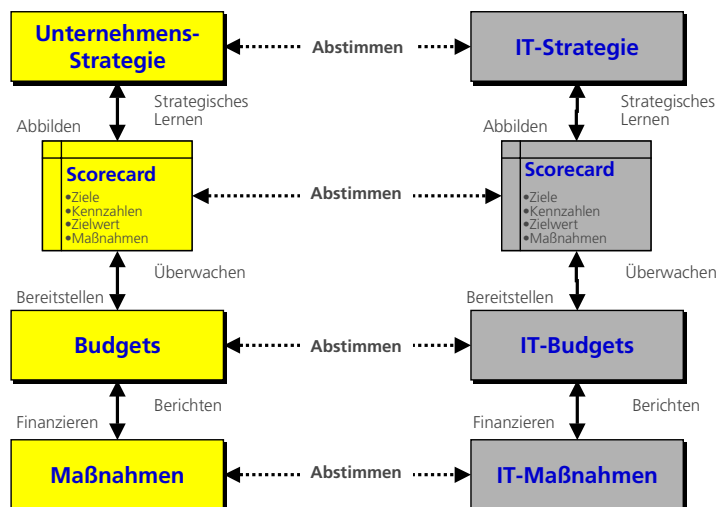 Unternehmens-
Strategie
Abstimmen
IT-Strategie
Strategisches
Lernen
Abbilden
Strategisches
Lernen
Abbilden
Scorecard
•Ziele
•Kennzahlen
•Zielwert
•Maßnahmen
Abstimmen
Scorecard
•Ziele
•Kennzahlen
•Zielwert
•Maßnahmen
Überwachen
Bereitstellen
Überwachen
Bereitstellen
Budgets
Abstimmen
IT-Budgets
Berichten
Finanzieren
Berichten
Finanzieren
Maßnahmen
Abstimmen
IT-Maßnahmen